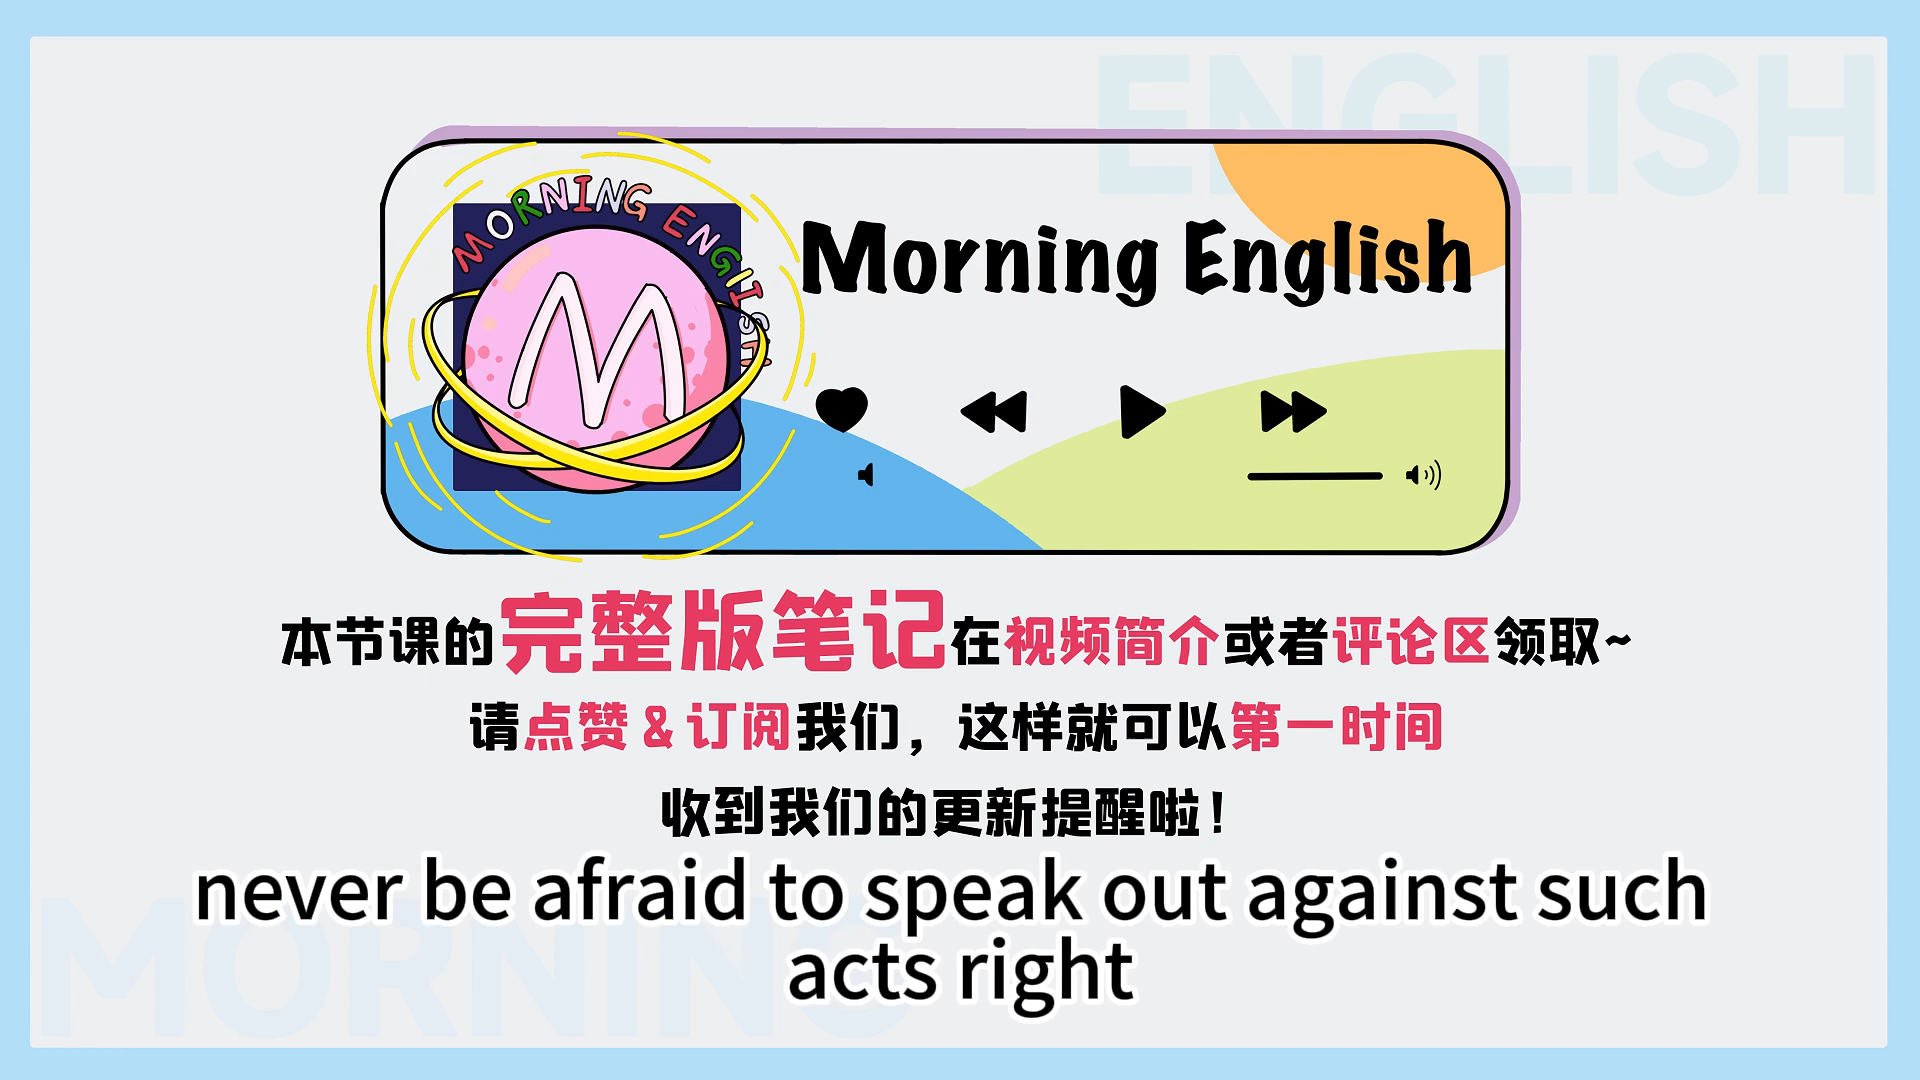 ENGLISH
MORNING ENGLISH
M
Morning English
本节课的完整版笔记在视频简介或者评论区领取~
请点赞&订阅我们，这样就可以第一时间
收到我们的更新提醒啦！
never be afraid to speak out against such
acts right
MORNING